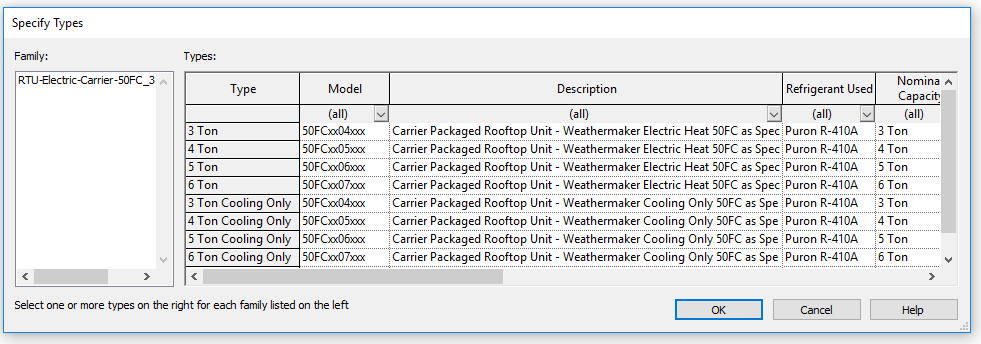 Specify Types
Family: Types:
RTU-Electric-Carrier-50FC_3
Type Model Description Refrigerant Used Nomina Capacity
(all) (all) (all) (all)
3 Ton 50FCxx04xxx Carrier Packaged Rooftop Unit - Weathermaker Electric Heat 50FC as Spec Puron R-410A 3 Ton
4 Ton 50FCxx05xxx Carrier Packaged Rooftop Unit - Weathermaker Electric Heat 50FC as Spec Puron R-410A 4 Ton
5 Ton 50FCxx06xxx Carrier Packaged Rooftop Unit - Weathermaker Electric Heat 50FC as Spec Puron R-410A 5 Ton
6 Ton 50FCxx07xxx Carrier Packaged Rooftop Unit - Weathermaker Electric Heat 50FC as Spec Puron R-410A 6 Ton
3 Ton Cooling Only 50FCxx04xxx Carrier Packaged Rooftop Unit - Weathermaker Cooling Only 50FC as Spe Puron R-410A 3 Ton
4 Ton Cooling Only 50FCxx05xxx Carrier Packaged Rooftop Unit - Weathermaker Cooling Only 50FC as Spe Puron R-410A 4 Ton
5 Ton Cooling Only 50FCxx06xxx Carrier Packaged Rooftop Unit - Weathermaker Cooling Only 50FC as Spe Puron R-410A 5 Ton
6 Ton Cooling Only 50FCxx07xxx Carrier Packaged Rooftop Unit - Weathermaker Cooling Only 50FC as Spe Puron R-410A 6 Ton
Select one or more types on the right for each family listed on the left
OK Cancel Help